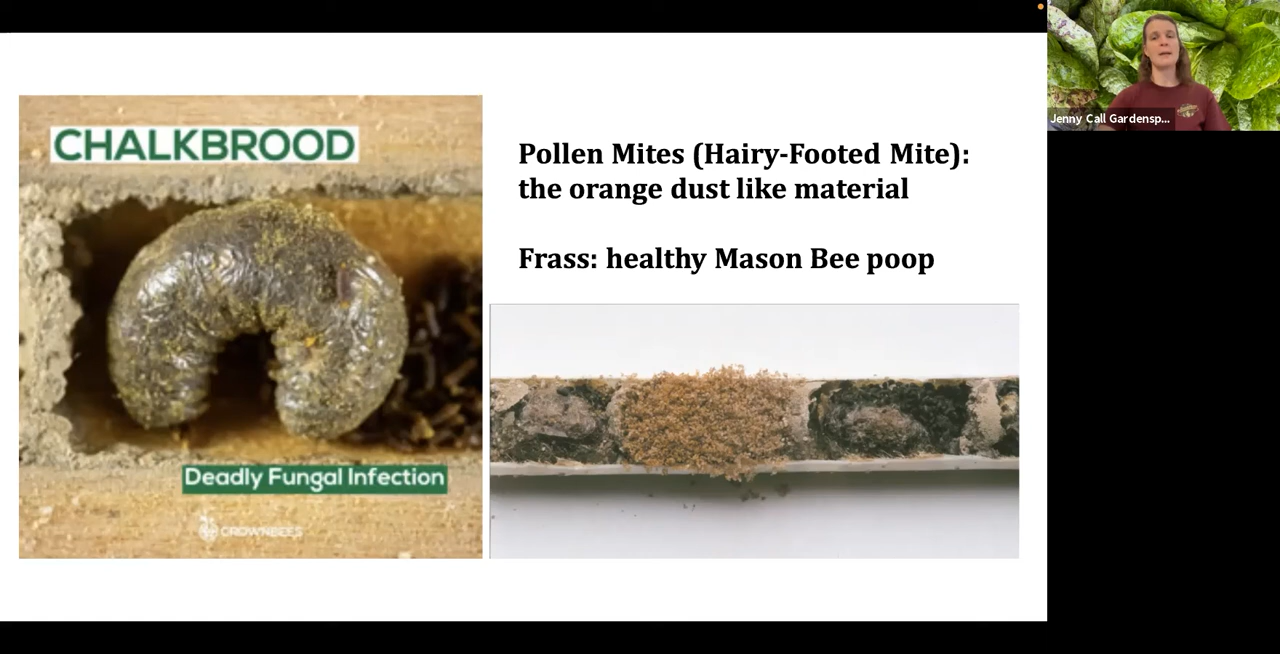 CHALKBROOD
Deadly Fungal Infection
CROWNBEES
Pollen Mites (Hairy-Footed Mite):
the orange dust like material
Frass: healthy Mason Bee poop
Jenny Call Gardensp...